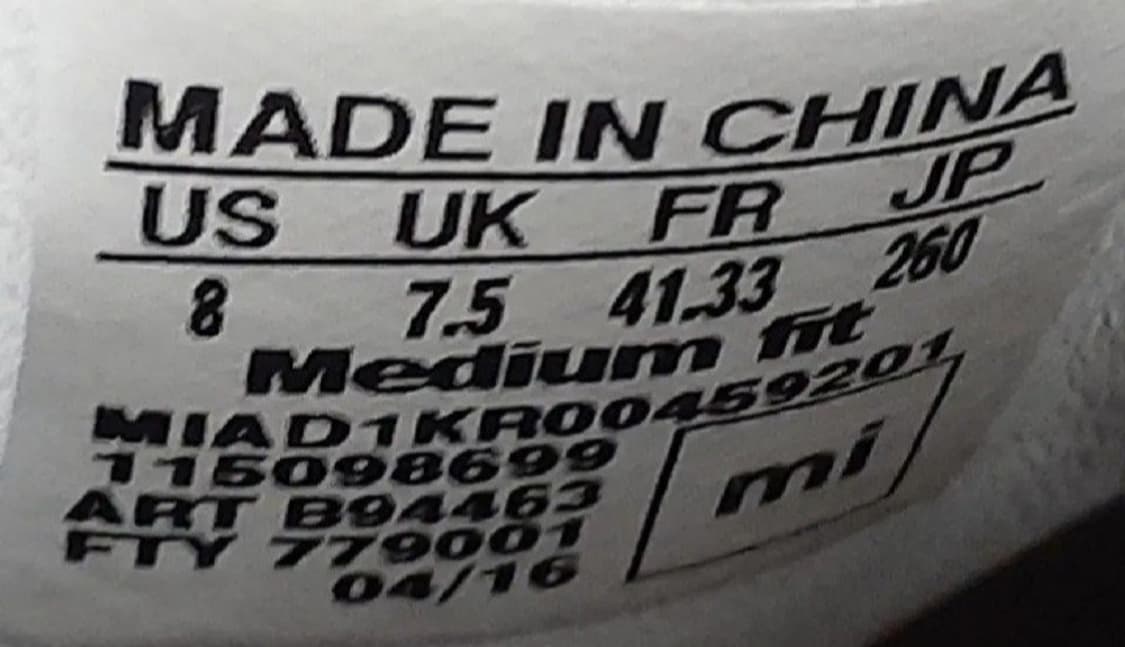 MADE IN CHINA
US UK FR JP
8 7.5 41.33 260
Medium fit
MIAD1KR00459201
115098699
ART B94463
FTY 779001
04/16
mi